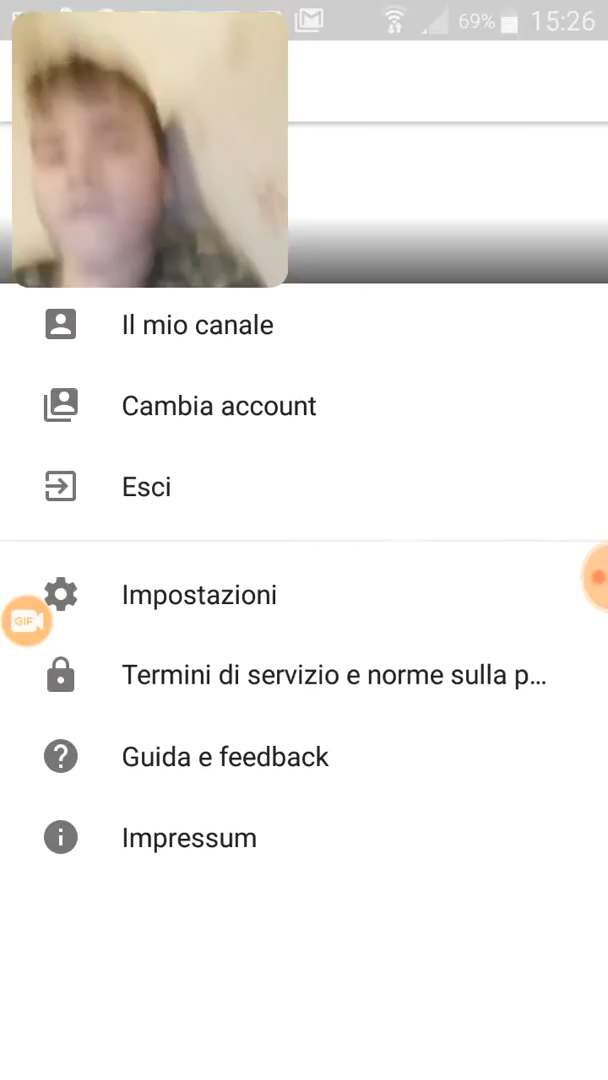 69% 15:26
Il mio canale
Cambia account
Esci
Impostazioni
GIF
Termini di servizio e norme sulla p...
Guida e feedback
Impressum